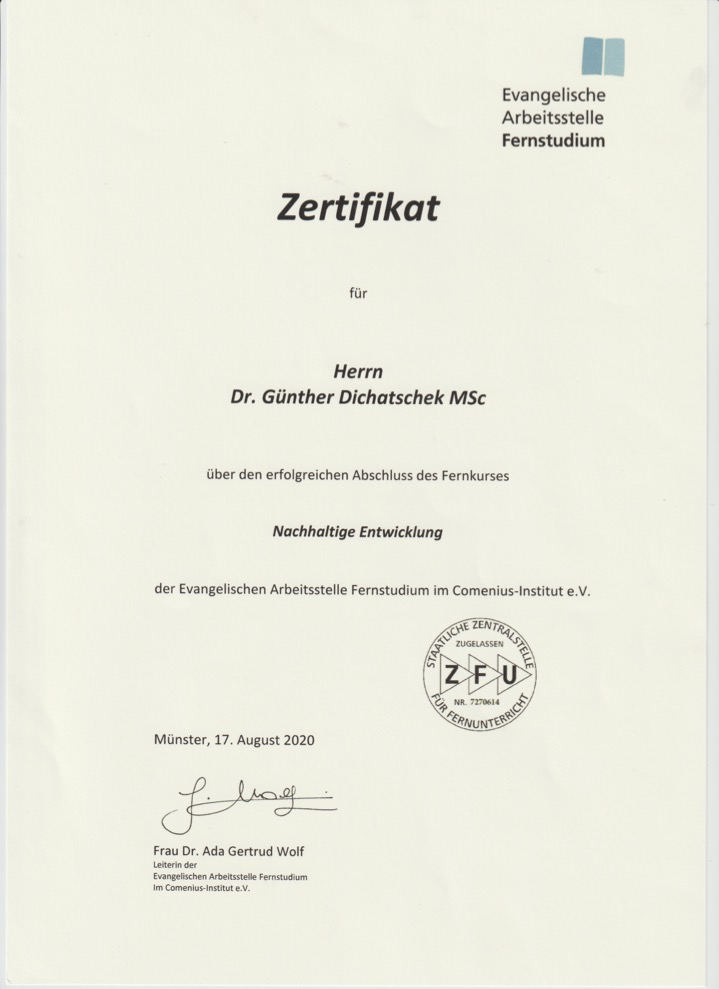 Evangelische
Arbeitsstelle
Fernstudium
Zertifikat
für
Herrn
Dr. Günther Dichatschek MSc
über den erfolgreichen Abschluss des Fernkurses
Nachhaltige Entwicklung
der Evangelischen Arbeitsstelle Fernstudium im Comenius-Institut e.V.
STAATLICHE ZENTRALSTELLE
ZUGELASSEN
ZFU
NR. 7270614
FÜR FERNUNTERRICHT
Münster, 17. August 2020
Frau Dr. Ada Gertrud Wolf
Leiterin der
Evangelischen Arbeitsstelle Fernstudium
Im Comenius-Institut e.V.